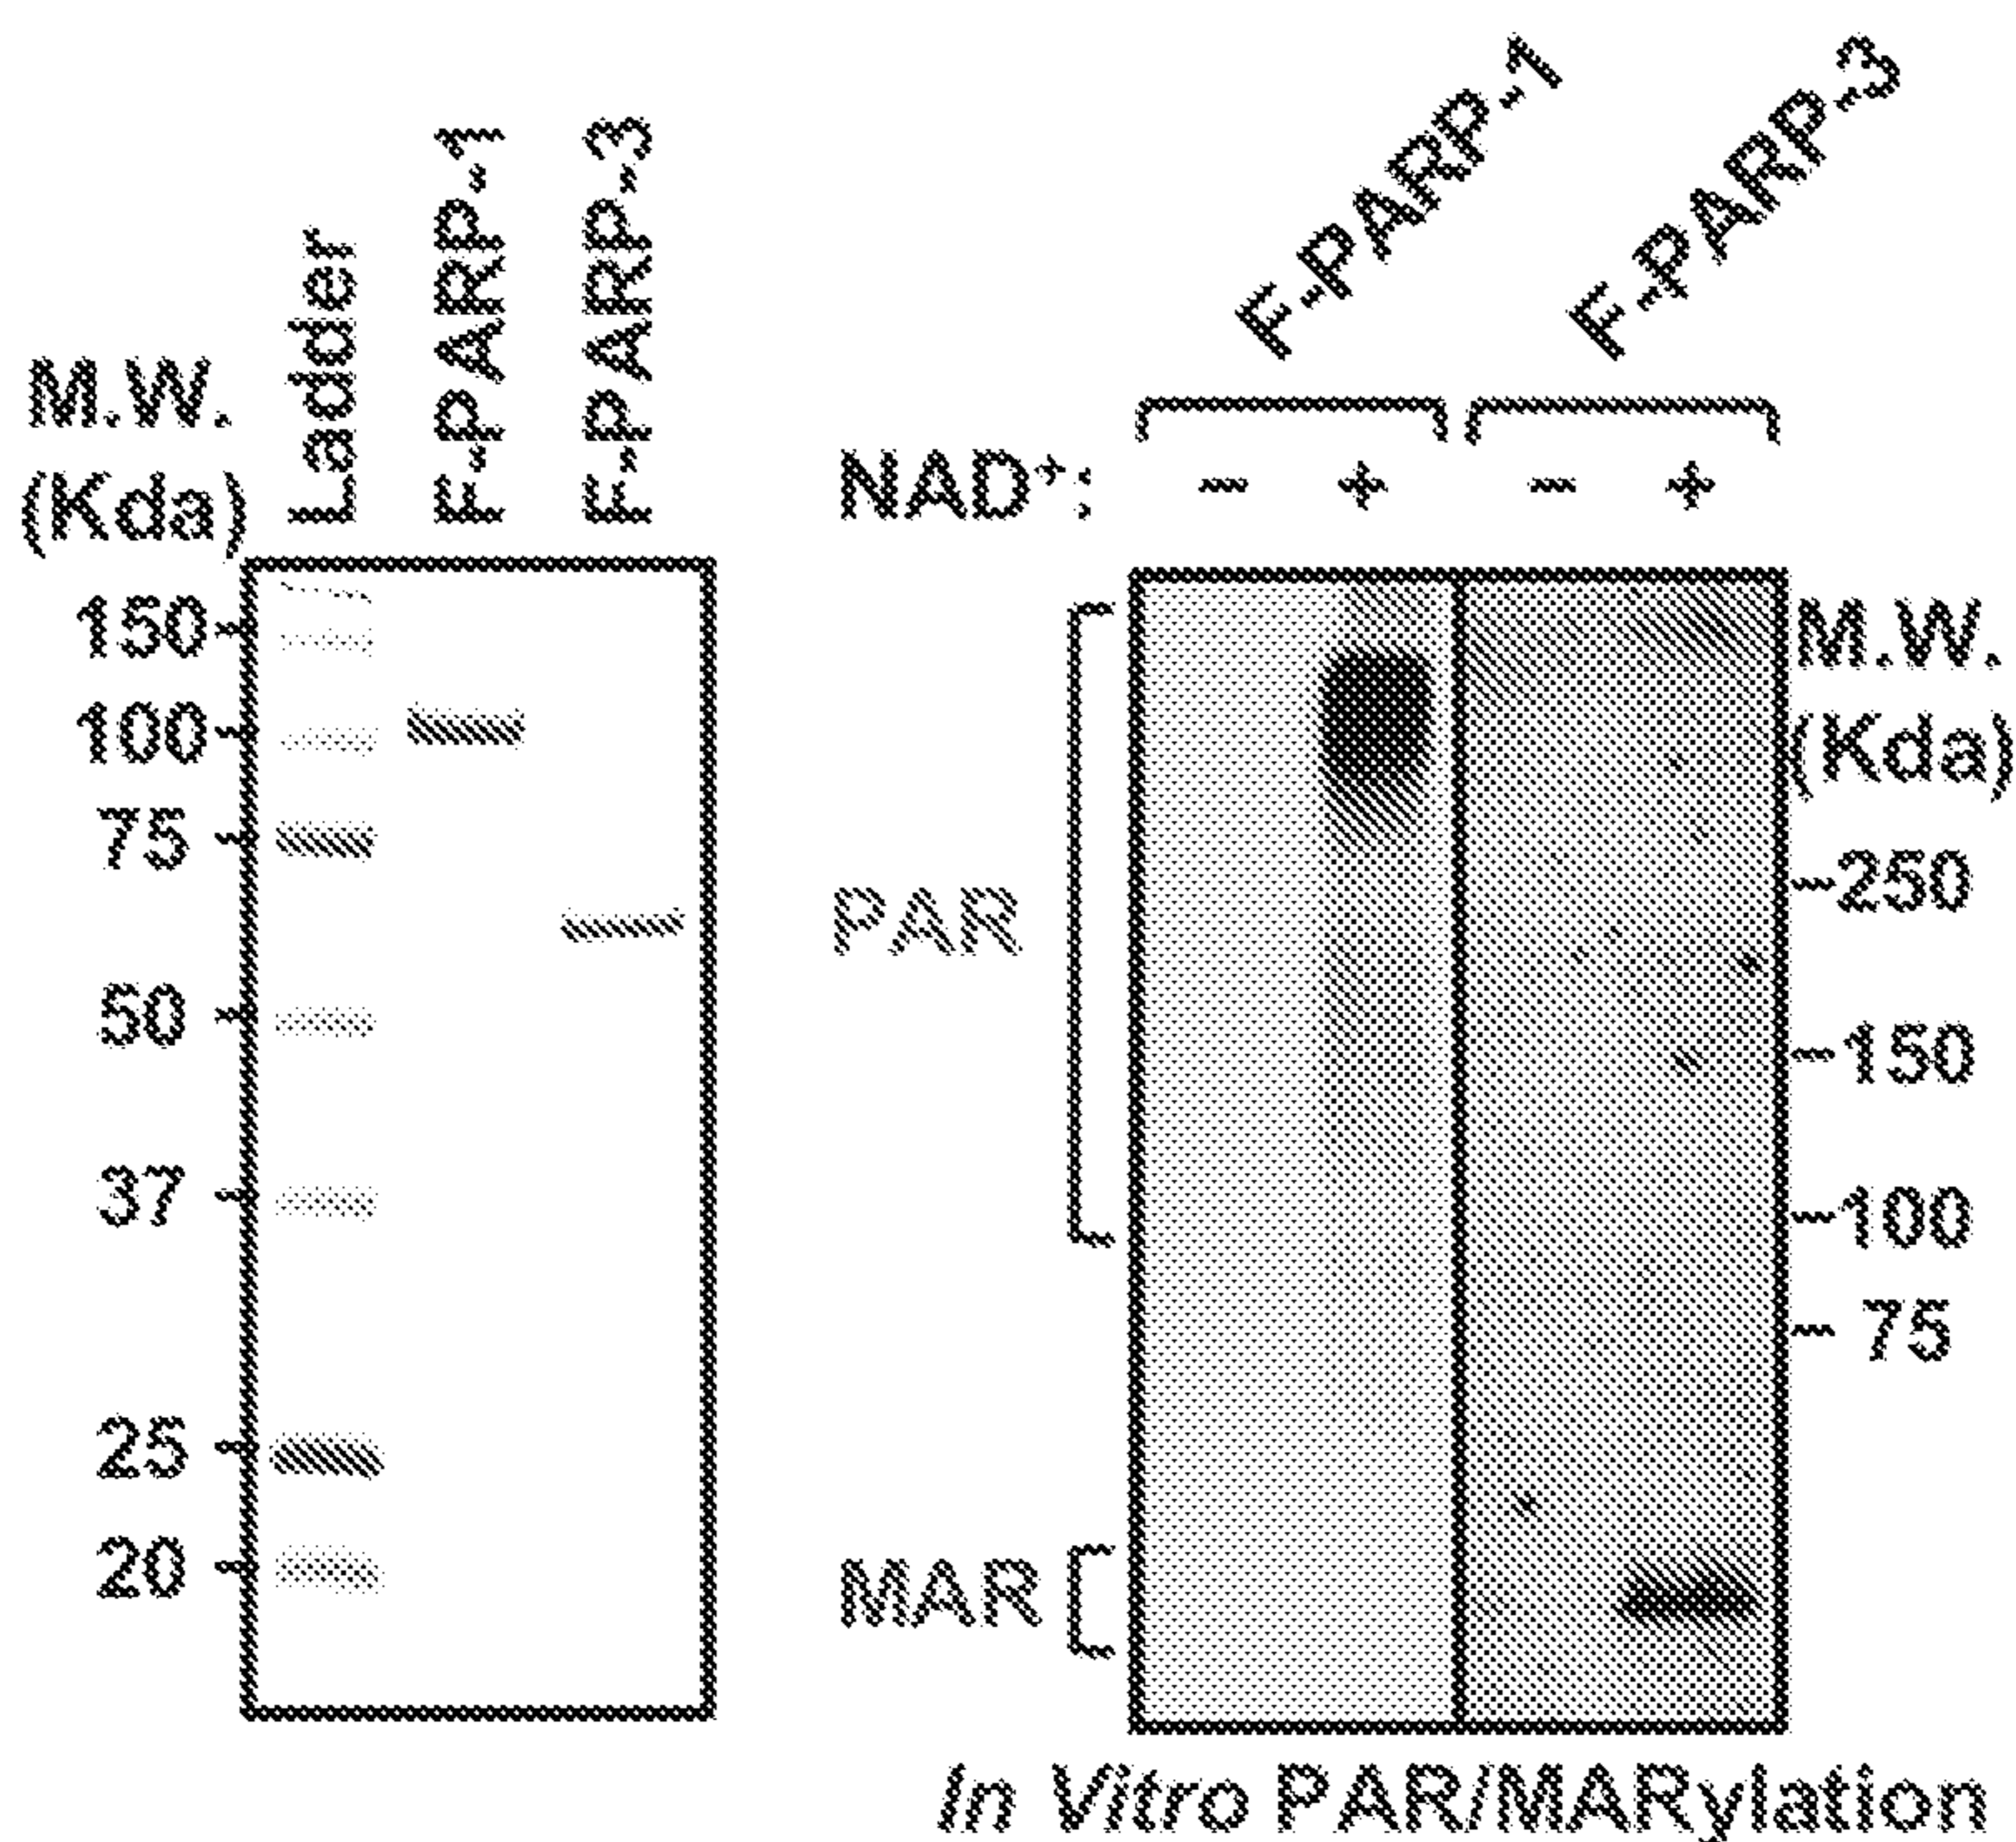 M.W.
(Kda)
Ladder
F-PARP-1
F-PARP-3
150
100
75
50
37
25
20
F-PARP-1
F-PARP-3
NAD⁺: - + - +
PAR
MAR
M.W.
(Kda)
250
150
100
75
In Vitro PAR/MARylation